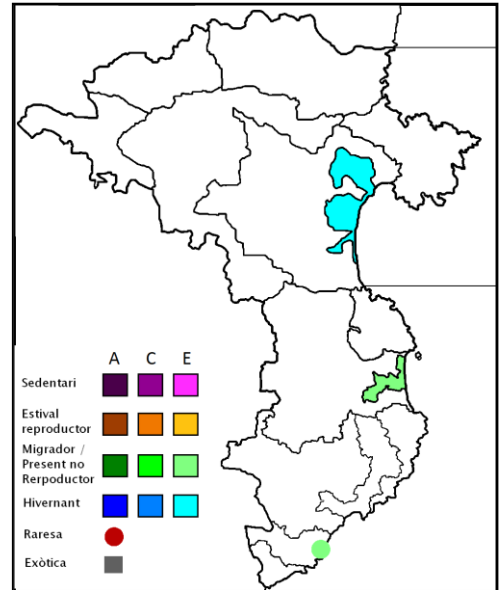 A C E
Sedentari
Estival
reproductor
Migrador /
Present no
Rerpoductor
Hivernant
Raresa
Exòtica